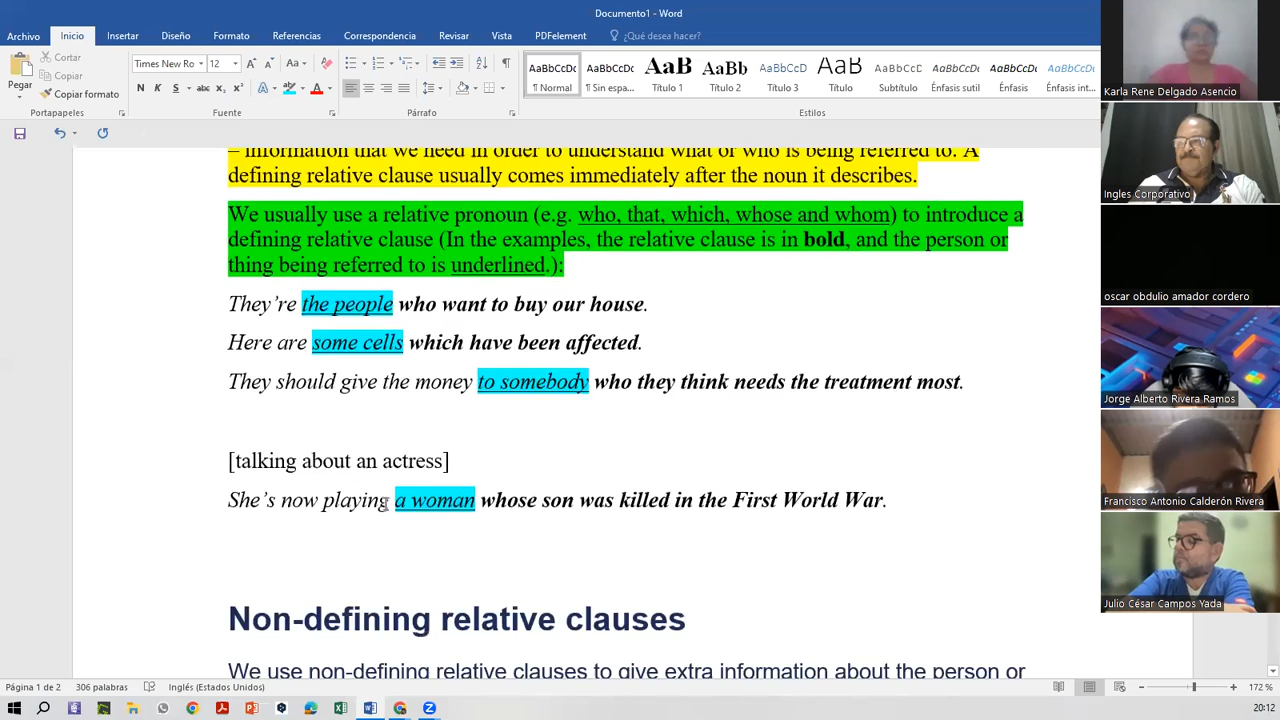 Documento1 - Word
Archivo Inicio Insertar Diseño Formato Referencias Correspondencia Revisar Vista PDFelement ¿Qué desea hacer?
Pegar
Cortar
Copiar
Copiar formato
Portapapeles
Times New Ro 12
N K S
Fuente
Párrafo
AaBbCcDc AaBbCcDc AaBb AaBb AaBbCcDc AaBb AaBbCcDc AaBbCcDc AaBbCcDc AaBbCcDc
¶ Normal ¶ Sin espa... Título 1 Título 2 Título 3 Título Subtítulo Énfasis sutil Énfasis Énfasis int...
Estilos
– information that we need in order to understand what or who is being referred to. A
defining relative clause usually comes immediately after the noun it describes.
We usually use a relative pronoun (e.g. who, that, which, whose and whom) to introduce a
defining relative clause (In the examples, the relative clause is in bold, and the person or
thing being referred to is underlined.):
They’re the people who want to buy our house.
Here are some cells which have been affected.
They should give the money to somebody who they think needs the treatment most.
[talking about an actress]
She’s now playing a woman whose son was killed in the First World War.
Non-defining relative clauses
We use non-defining relative clauses to give extra information about the person or
Página 1 de 2 306 palabras Inglés (Estados Unidos) 172 %
20:12
Karla Rene Delgado Asencio
Ingles Corporativo
oscar obdulio amador cordero
Jorge Alberto Rivera Ramos
Francisco Antonio Calderón Rivera
Julio César Campos Yada